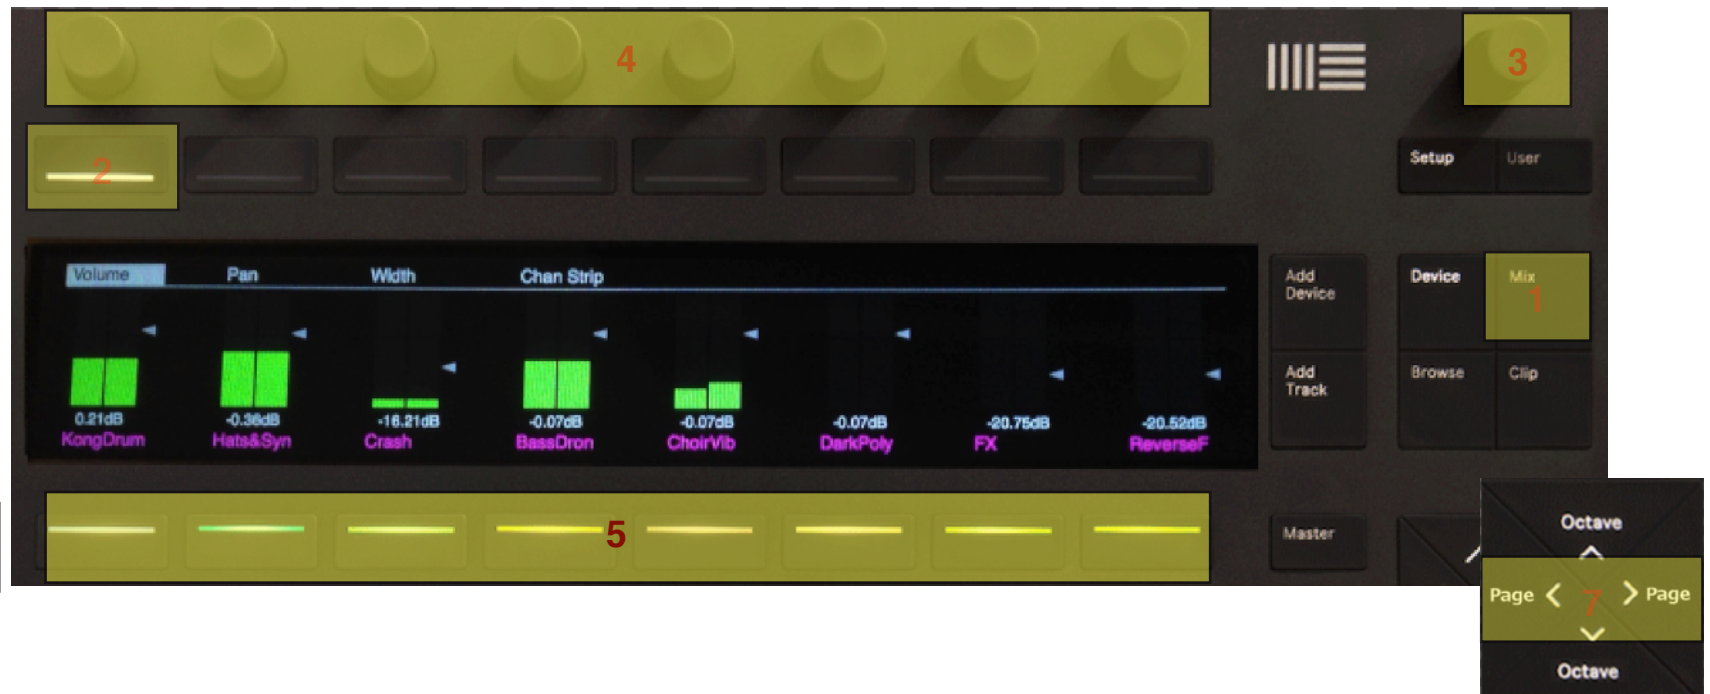 4
3
2
Setup
User
Volume
Pan
Width
Chan Strip
Add
Device
Device
Mix
1
Add
Track
Browse
Clip
0.21dB
-0.36dB
-16.21dB
-0.07dB
-0.07dB
-0.07dB
-20.75dB
-20.52dB
KongDrum
Hats&Syn
Crash
BassDron
ChoirVib
DarkPoly
FX
ReverseF
5
Master
Octave
Page
7
Page
Octave